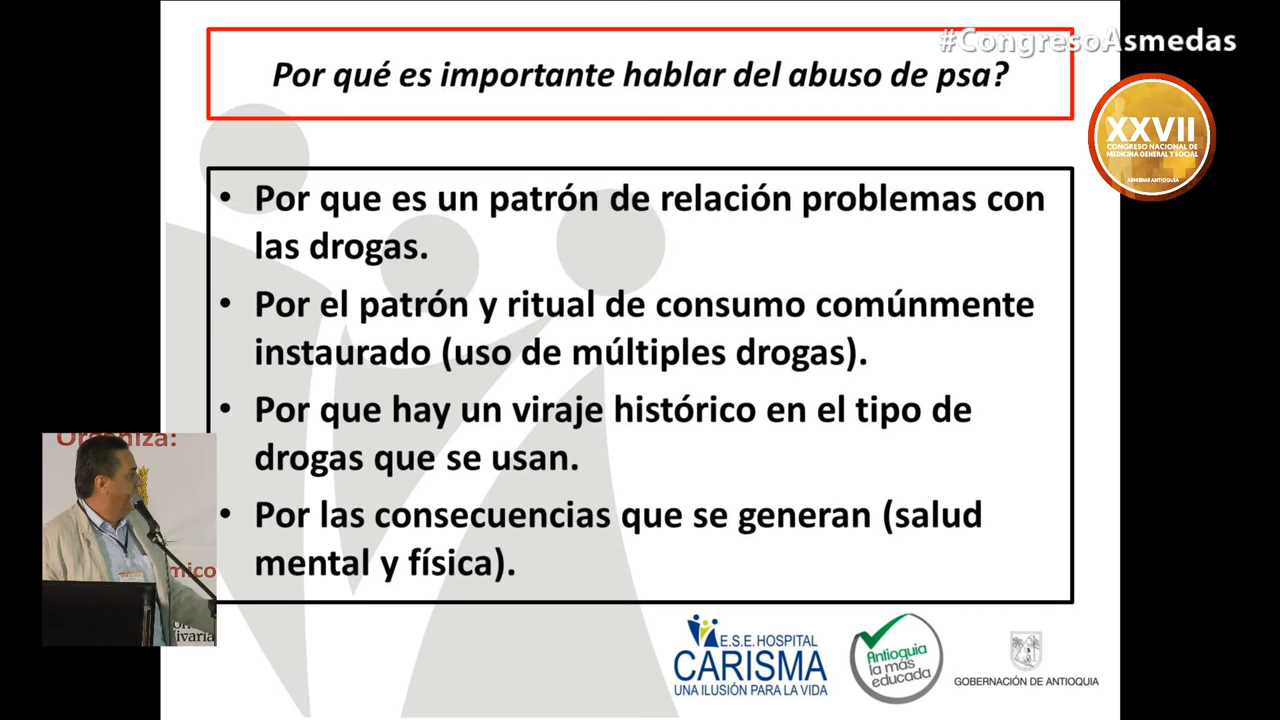 #CongresoAsmedas
Por qué es importante hablar del abuso de psa?
XXVII
CONGRESO NACIONAL DE
MEDICINA GENERAL Y SOCIAL
ASMEDAS ANTIOQUIA
• Por que es un patrón de relación problemas con
las drogas.
• Por el patrón y ritual de consumo comúnmente
instaurado (uso de múltiples drogas).
• Por que hay un viraje histórico en el tipo de
drogas que se usan.
• Por las consecuencias que se generan (salud
mental y física).
Organiza:
E.S.E. HOSPITAL
CARISMA
UNA ILUSIÓN PARA LA VIDA
Antioquia
la más
educada
GOBERNACIÓN DE ANTIOQUIA